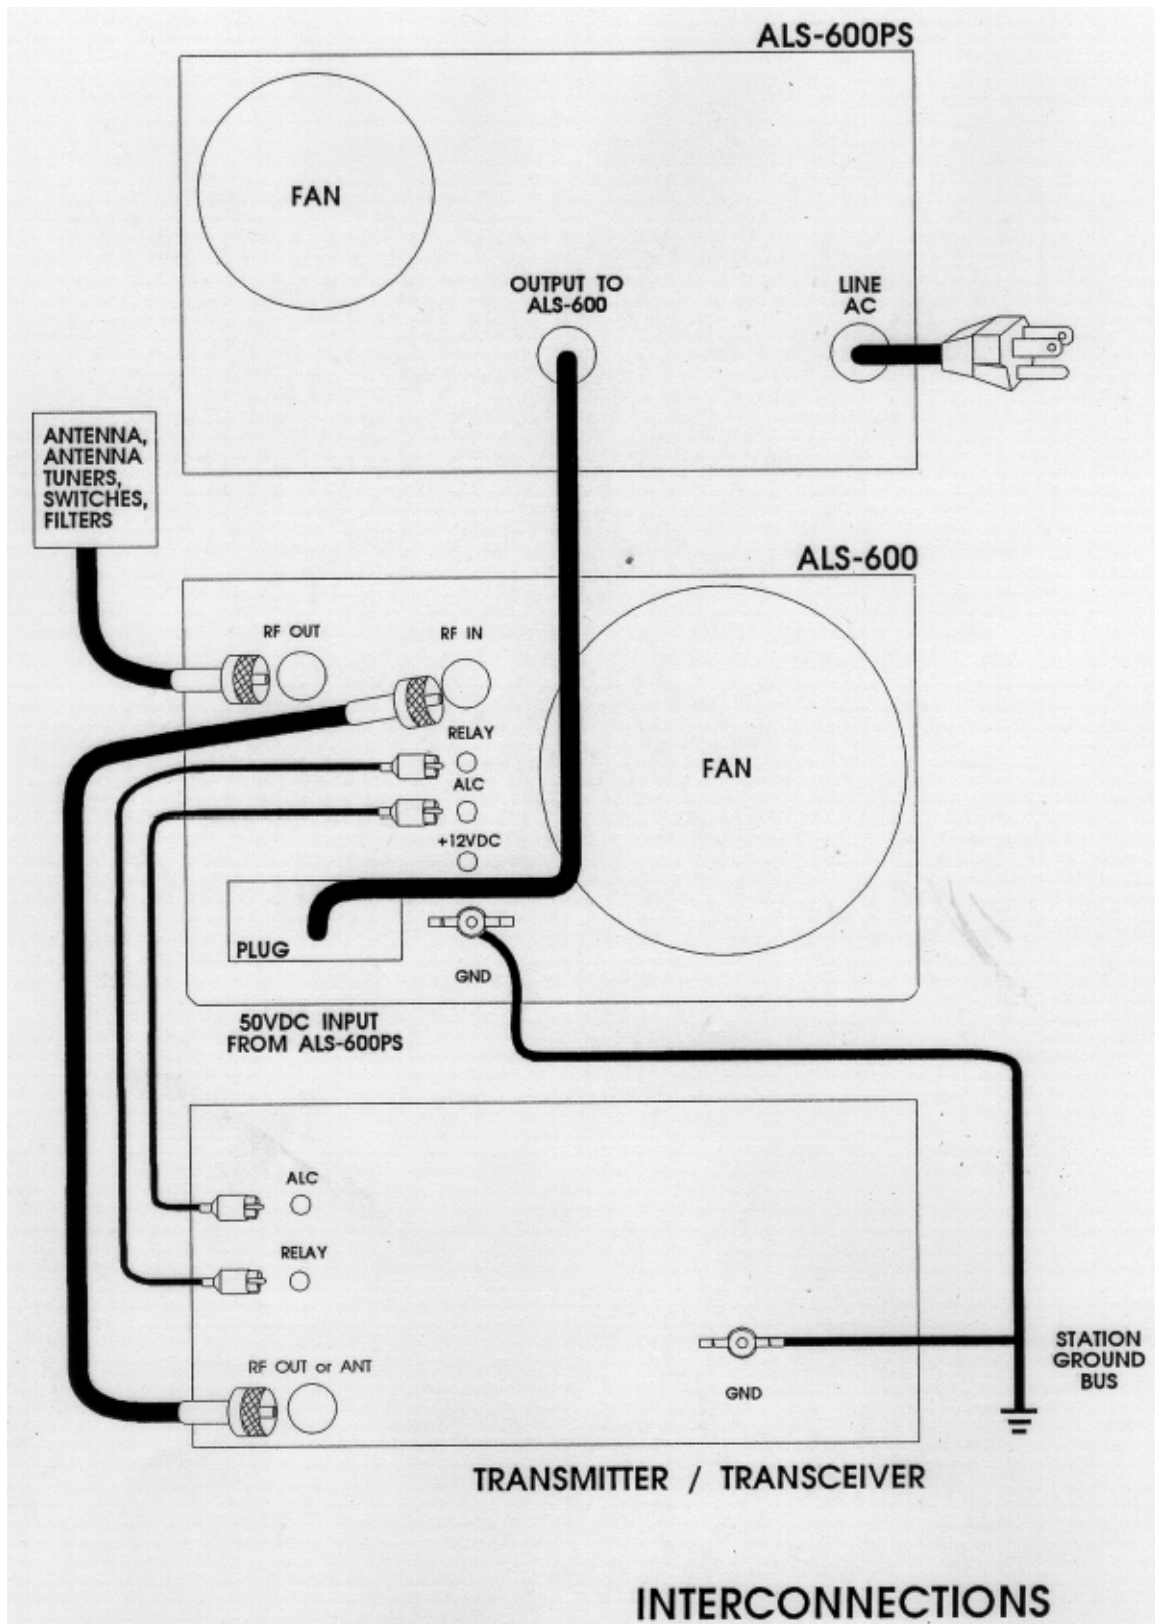 ALS-600PS
FAN
OUTPUT TO
ALS-600
LINE
AC
ANTENNA,
ANTENNA
TUNERS,
SWITCHES,
FILTERS
ALS-600
RF OUT
RF IN
RELAY
FAN
ALC
+12VDC
PLUG
GND
50VDC INPUT
FROM ALS-600PS
ALC
RELAY
RF OUT or ANT
GND
STATION
GROUND
BUS
TRANSMITTER / TRANSCEIVER
INTERCONNECTIONS